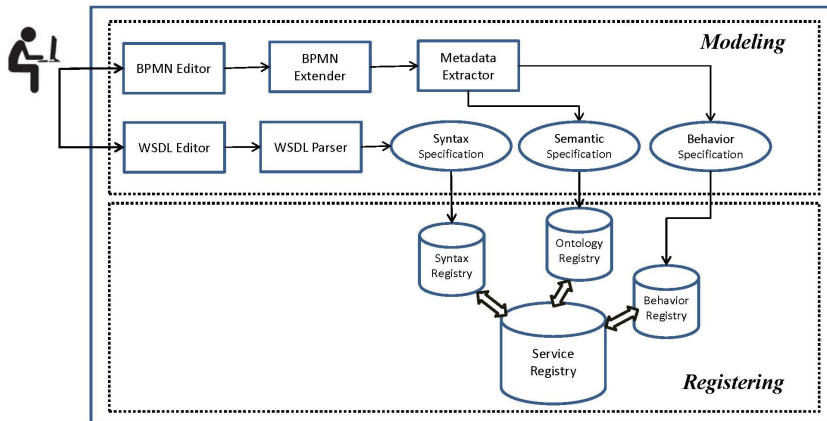 Modeling
BPMN Editor
BPMN
Extender
Metadata
Extractor
WSDL Editor
WSDL Parser
Syntax
Specification
Semantic
Specification
Behavior
Specification
Syntax
Registry
Ontology
Registry
Behavior
Registry
Service
Registry
Registering